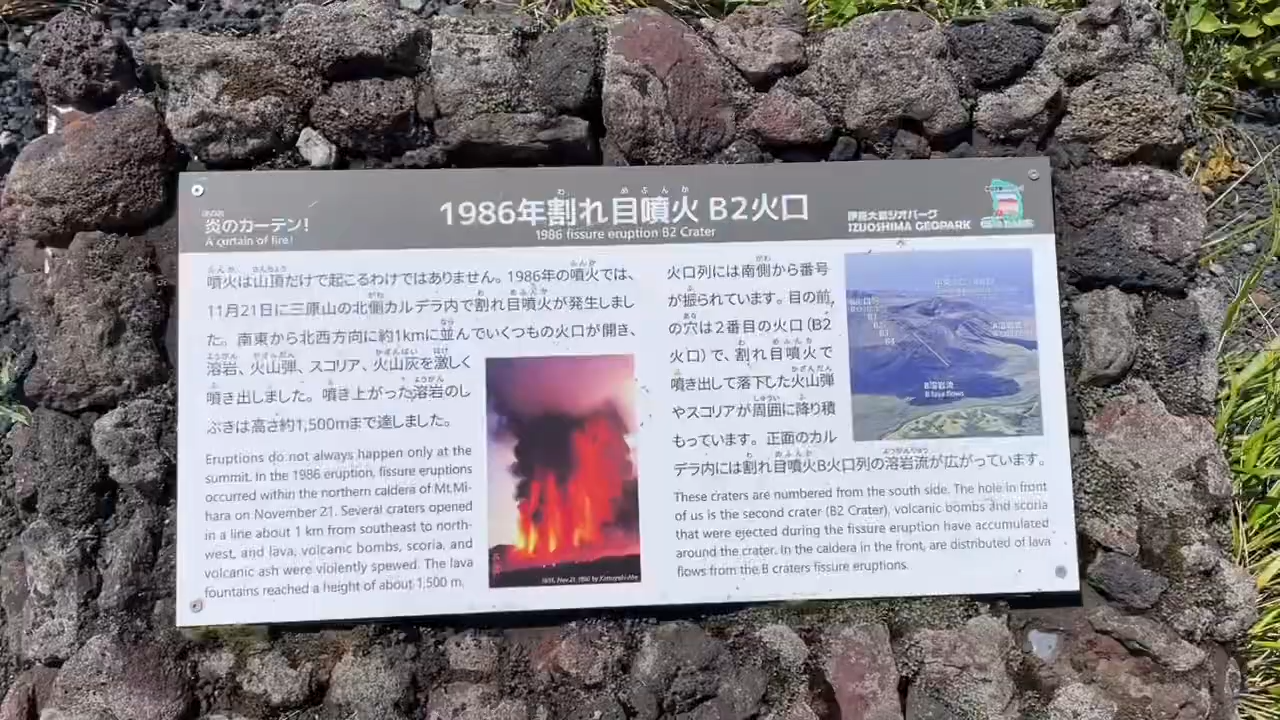 炎のカーテン!
A curtain of fire!
1986年割れ目噴火 B2火口
1986 fissure eruption B2 Crater
伊豆大島ジオパーク
IZUOSHIMA GEOPARK
噴火は山頂だけで起こるわけではありません。1986年の噴火では、
11月21日に三原山の北側カルデラ内で割れ目噴火が発生しまし
た。南東から北西方向に約1kmに並んでいくつもの火口が開き、
溶岩、火山弾、スコリア、火山灰を激しく
噴き出しました。噴き上がった溶岩のし
ぶきは高さ約1,500mまで達しました。
Eruptions do not always happen only at the
summit. In the 1986 eruption, fissure eruptions
occurred within the northern caldera of Mt.Mi-
hara on November 21. Several craters opened
in a line about 1 km from southeast to north-
west, and lava, volcanic bombs, scoria, and
volcanic ash were violently spewed. The lava
fountains reached a height of about 1,500 m.
火口列には南側から番号
が振られています。目の前
の穴は2番目の火口(B2
火口)で、割れ目噴火で
噴き出して落下した火山弾
やスコリアが周囲に降り積
もっています。正面のカル
デラ内には割れ目噴火B火口列の溶岩流が広がっています。
These craters are numbered from the south side. The hole in front
of us is the second crater (B2 Crater), volcanic bombs and scoria
that were ejected during the fissure eruption have accumulated
around the crater. In the caldera in the front, are distributed of lava
flows from the B craters fissure eruptions.
B1
B2
B3
B4
B溶岩流
B lava flows